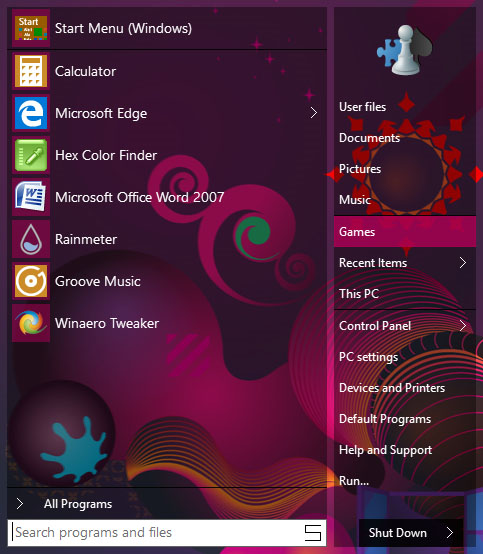 Start
Start Menu (Windows)
Calculator
Microsoft Edge
Hex Color Finder
Microsoft Office Word 2007
Rainmeter
Groove Music
Winaero Tweaker
All Programs
Search programs and files
User files
Documents
Pictures
Music
Games
Recent Items
This PC
Control Panel
PC settings
Devices and Printers
Default Programs
Help and Support
Run...
Shut Down